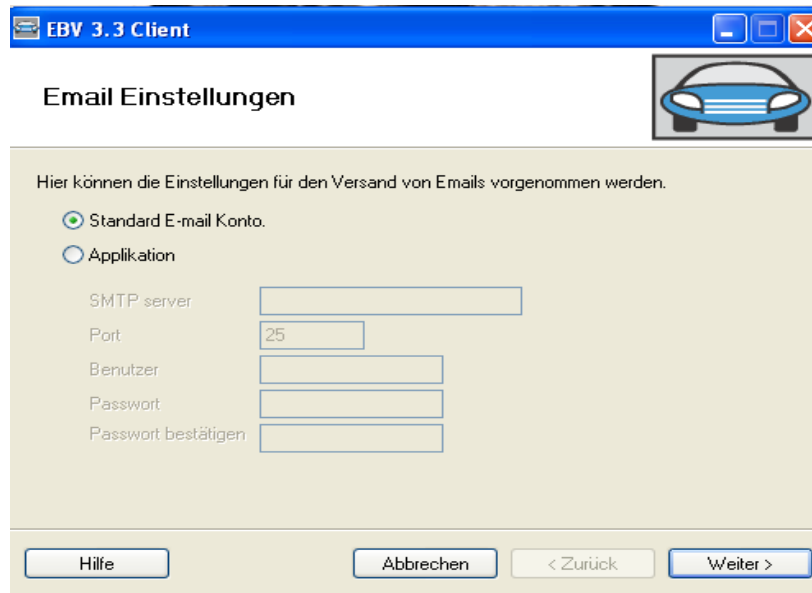 EBV 3.3 Client
Email Einstellungen
Hier können die Einstellungen für den Versand von Emails vorgenommen werden.
Standard E-mail Konto.
Applikation
SMTP server
Port 25
Benutzer
Passwort
Passwort bestätigen
Hilfe Abbrechen < Zurück Weiter >